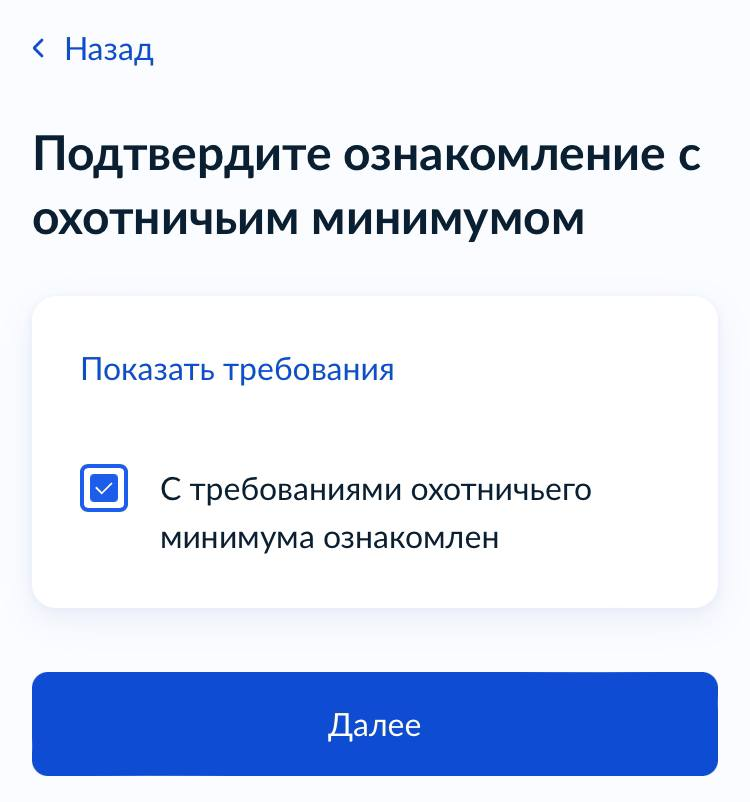 Назад
Подтвердите ознакомление с
охотничьим минимумом
Показать требования
С требованиями охотничьего
минимума ознакомлен
Далее